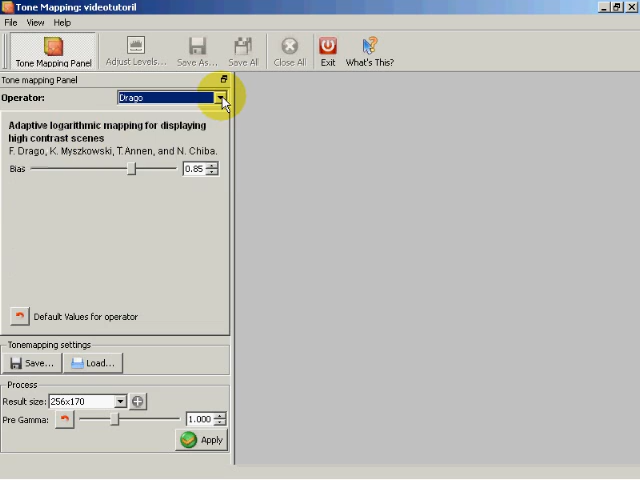 Tone Mapping: videotutoril
File View Help
Tone Mapping Panel Adjust Levels... Save As... Save All Close All Exit What's This?
Tone mapping Panel
Operator: Drago
Adaptive logarithmic mapping for displaying
high contrast scenes
F. Drago, K. Myszkowski, T. Annen, and N. Chiba.
Bias 0.85
Default Values for operator
Tonemapping settings
Save... Load...
Process
Result size: 256x170
Pre Gamma: 1.000
Apply